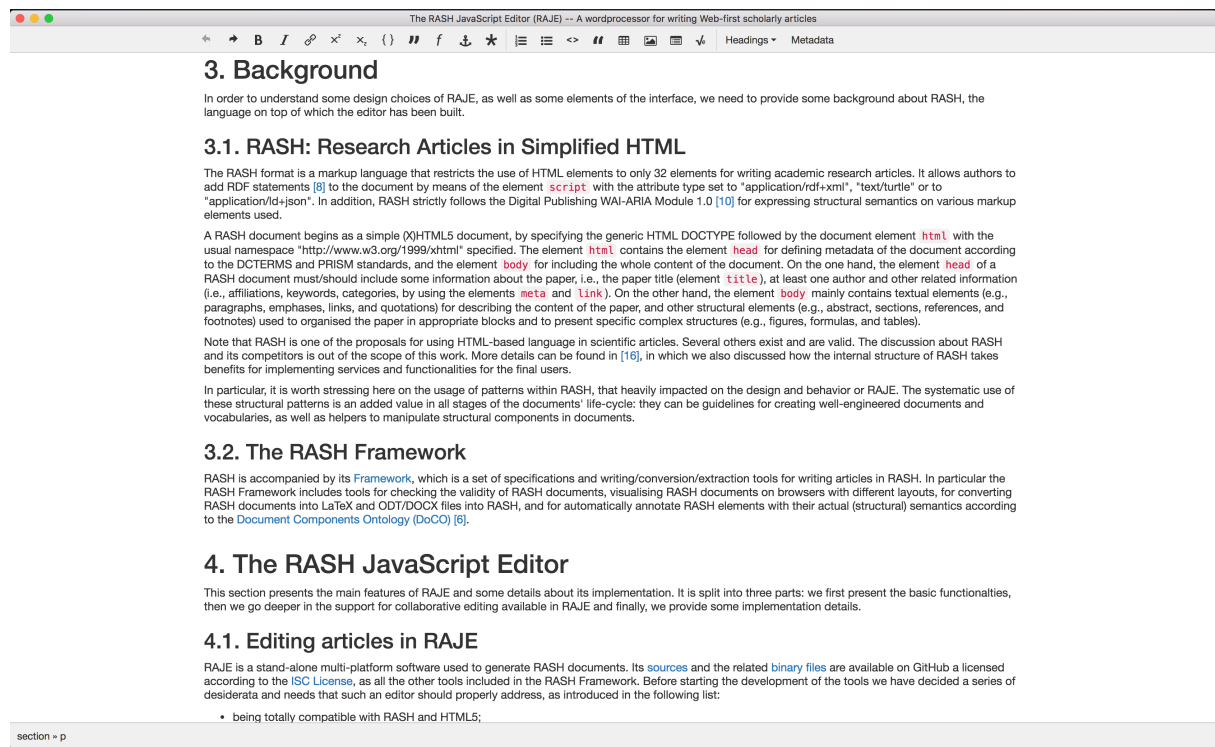 The RASH JavaScript Editor (RAJE) -- A wordprocessor for writing Web-first scholarly articles
B I x² x₂ { } f Headings Metadata
3. Background
In order to understand some design choices of RAJE, as well as some elements of the interface, we need to provide some background about RASH, the
language on top of which the editor has been built.
3.1. RASH: Research Articles in Simplified HTML
The RASH format is a markup language that restricts the use of HTML elements to only 32 elements for writing academic research articles. It allows authors to
add RDF statements [8] to the document by means of the element script with the attribute type set to "application/rdf+xml", "text/turtle" or to
"application/ld+json". In addition, RASH strictly follows the Digital Publishing WAI-ARIA Module 1.0 [10] for expressing structural semantics on various markup
elements used.
A RASH document begins as a simple (X)HTML5 document, by specifying the generic HTML DOCTYPE followed by the document element html with the
usual namespace "http://www.w3.org/1999/xhtml" specified. The element html contains the element head for defining metadata of the document according
to the DCTERMS and PRISM standards, and the element body for including the whole content of the document. On the one hand, the element head of a
RASH document must/should include some information about the paper, i.e., the paper title (element title), at least one author and other related information
(i.e., affiliations, keywords, categories, by using the elements meta and link). On the other hand, the element body mainly contains textual elements (e.g.,
paragraphs, emphases, links, and quotations) for describing the content of the paper, and other structural elements (e.g., abstract, sections, references, and
footnotes) used to organised the paper in appropriate blocks and to present specific complex structures (e.g., figures, formulas, and tables).
Note that RASH is one of the proposals for using HTML-based language in scientific articles. Several others exist and are valid. The discussion about RASH
and its competitors is out of the scope of this work. More details can be found in [16], in which we also discussed how the internal structure of RASH takes
benefits for implementing services and functionalities for the final users.
In particular, it is worth stressing here on the usage of patterns within RASH, that heavily impacted on the design and behavior or RAJE. The systematic use of
these structural patterns is an added value in all stages of the documents' life-cycle: they can be guidelines for creating well-engineered documents and
vocabularies, as well as helpers to manipulate structural components in documents.
3.2. The RASH Framework
RASH is accompanied by its Framework, which is a set of specifications and writing/conversion/extraction tools for writing articles in RASH. In particular the
RASH Framework includes tools for checking the validity of RASH documents, visualising RASH documents on browsers with different layouts, for converting
RASH documents into LaTeX and ODT/DOCX files into RASH, and for automatically annotate RASH elements with their actual (structural) semantics according
to the Document Components Ontology (DoCO) [6].
4. The RASH JavaScript Editor
This section presents the main features of RAJE and some details about its implementation. It is split into three parts: we first present the basic functionalties,
then we go deeper in the support for collaborative editing available in RAJE and finally, we provide some implementation details.
4.1. Editing articles in RAJE
RAJE is a stand-alone multi-platform software used to generate RASH documents. Its sources and the related binary files are available on GitHub a licensed
according to the ISC License, as all the other tools included in the RASH Framework. Before starting the development of the tools we have decided a series of
desiderata and needs that such an editor should properly address, as introduced in the following list:
• being totally compatible with RASH and HTML5;
section » p